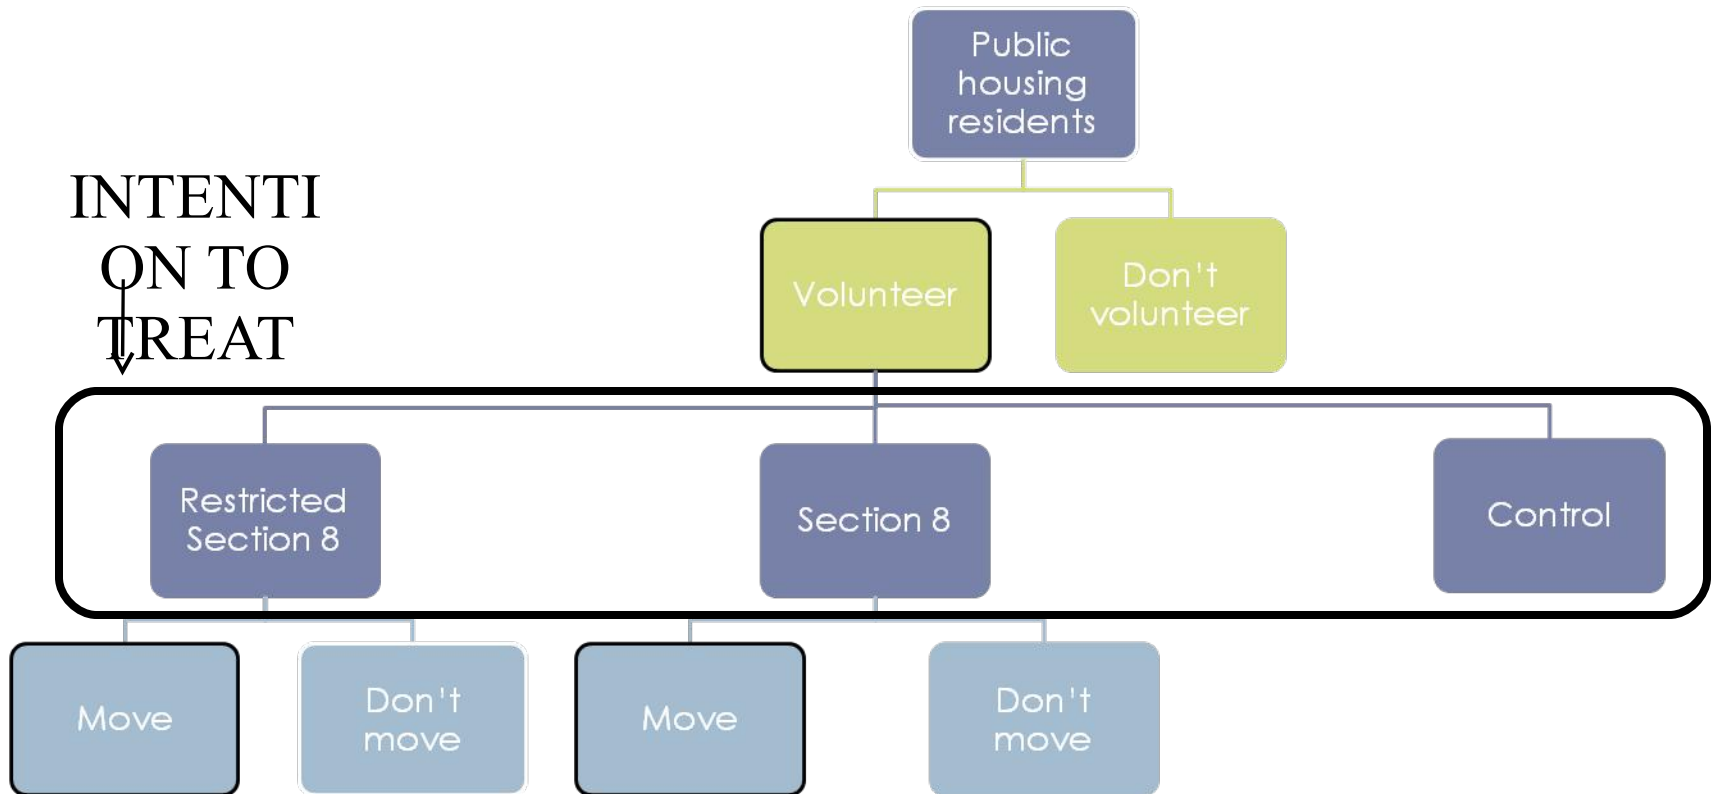 Public
housing
residents
INTENTI
ON TO
TREAT
Volunteer
Don't
volunteer
Restricted
Section 8
Section 8
Control
Move
Don't
move
Move
Don't
move